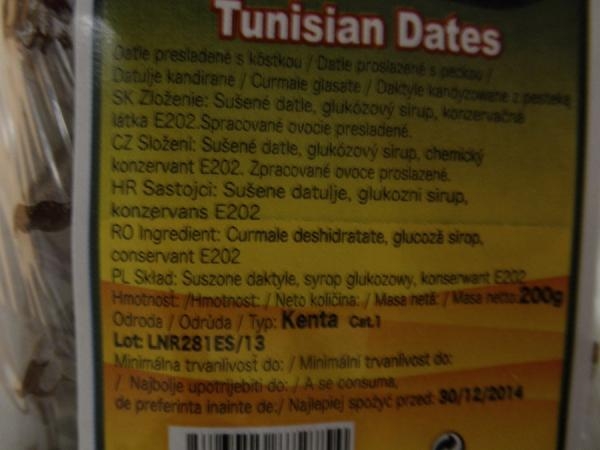 Tunisian Dates
Datle presladené s kôstkou / Datle proslazené s peckou /
Datulje kandirane / Curmale glasate / Daktyle kandyzowane z pestką
SK Zloženie: Sušené datle, glukózový sirup, konzervačná
látka E202.Spracované ovocie presladené.
CZ Složení: Sušené datle, glukózový sirup, chemický
konzervant E202. Zpracované ovoce proslazené.
HR Sastojci: Sušene datulje, glukozni sirup,
konzervans E202
RO Ingredient: Curmale deshidratate, glucoză sirop,
conservant E202
PL Skład: Suszone daktyle, syrop glukozowy, konserwant E202
Hmotnosť: /Hmotnost: / Neto količina: / Masa netă: / Masa netto:200g
Odroda / Odrůda / Typ: Kenta Cat.1
Lot: LNR281ES/13
Minimálna trvanlivosť do: / Minimální trvanlivost do:
/ Najbolje upotrijebiti do: / A se consuma,
de preferinta inainte de:/ Najlepiej spożyć przed: 30/12/2014